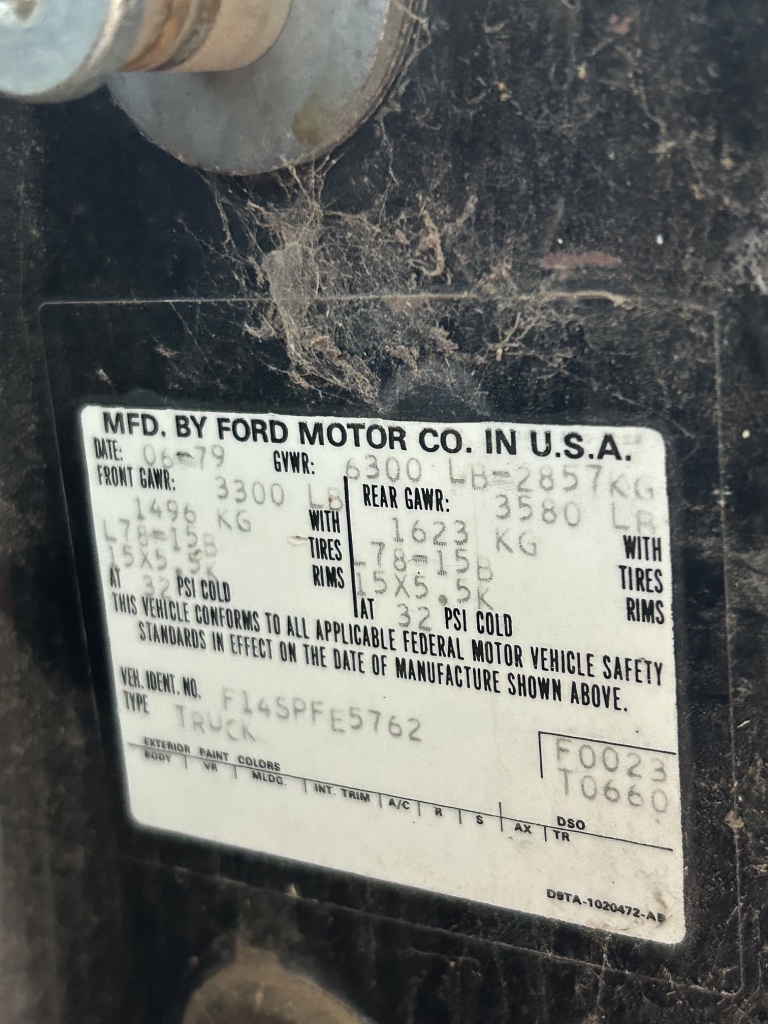 MFD. BY FORD MOTOR CO. IN U.S.A.
DATE: 06-79 GVWR: 6300 LB-2857KG
FRONT GAWR: 3300 LB
1496 KG WITH
L78-15B TIRES
15X5.5K RIMS
AT 32 PSI COLD
REAR GAWR: 3580 LB
1623 KG WITH
L78-15B TIRES
15X5.5K RIMS
AT 32 PSI COLD
THIS VEHICLE CONFORMS TO ALL APPLICABLE FEDERAL MOTOR VEHICLE SAFETY
STANDARDS IN EFFECT ON THE DATE OF MANUFACTURE SHOWN ABOVE.
VEH. IDENT. NO. F14SPFE5762
TYPE TRUCK
F0023
T0660
EXTERIOR PAINT COLORS DSO
BODY VR MLDG. INT. TRIM A/C R S AX TR
D9TA-1020472-AB